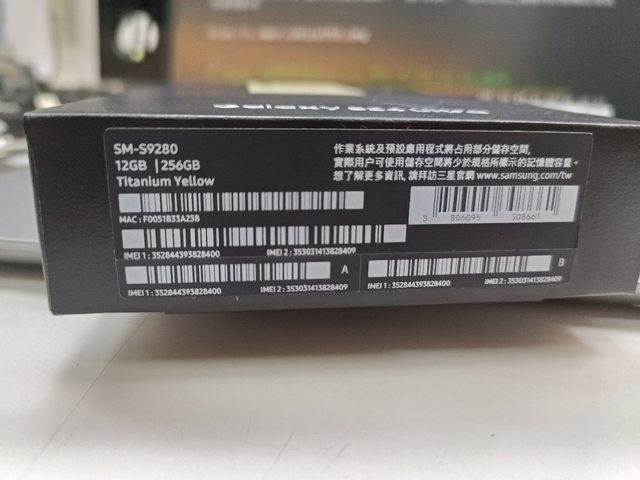 SM-S9280
12GB | 256GB
Titanium Yellow
作業系統及預設應用程式將占用部分儲存空間,
實際用戶可使用儲存空間將少於規格所標示的記憶體容量。
想了解更多資訊, 請拜訪三星官網 www.samsung.com/tw
MAC : F0051B33A23B
8 806095 308661
IMEI 1 : 352844393828400 IMEI 2 : 353031413828409
A
IMEI 1 : 352844393828400 IMEI 2 : 353031413828409
B
IMEI 1 : 352844393828400 IMEI 2 : 353031413828409